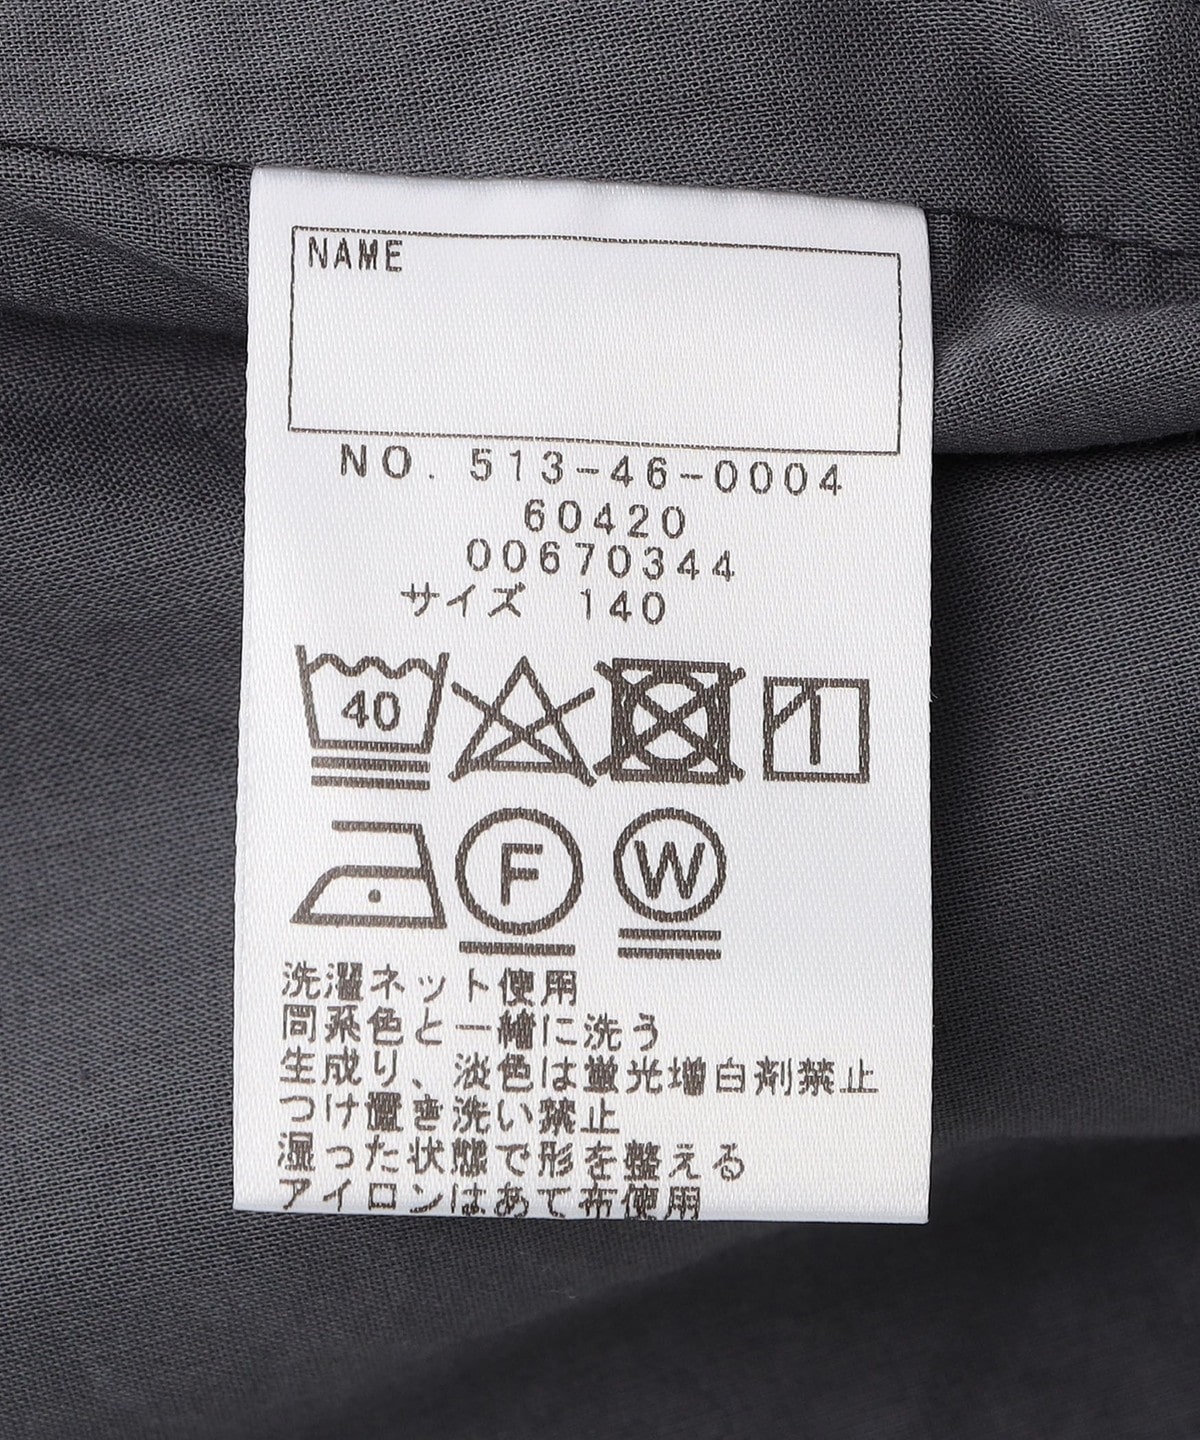 NAME
NO. 513-46-0004
60420
00670344
サイズ 140
40
F
W
洗濯ネット使用
同系色と一緒に洗う
生成り、淡色は蛍光増白剤禁止
つけ置き洗い禁止
湿った状態で形を整える
アイロンはあて布使用